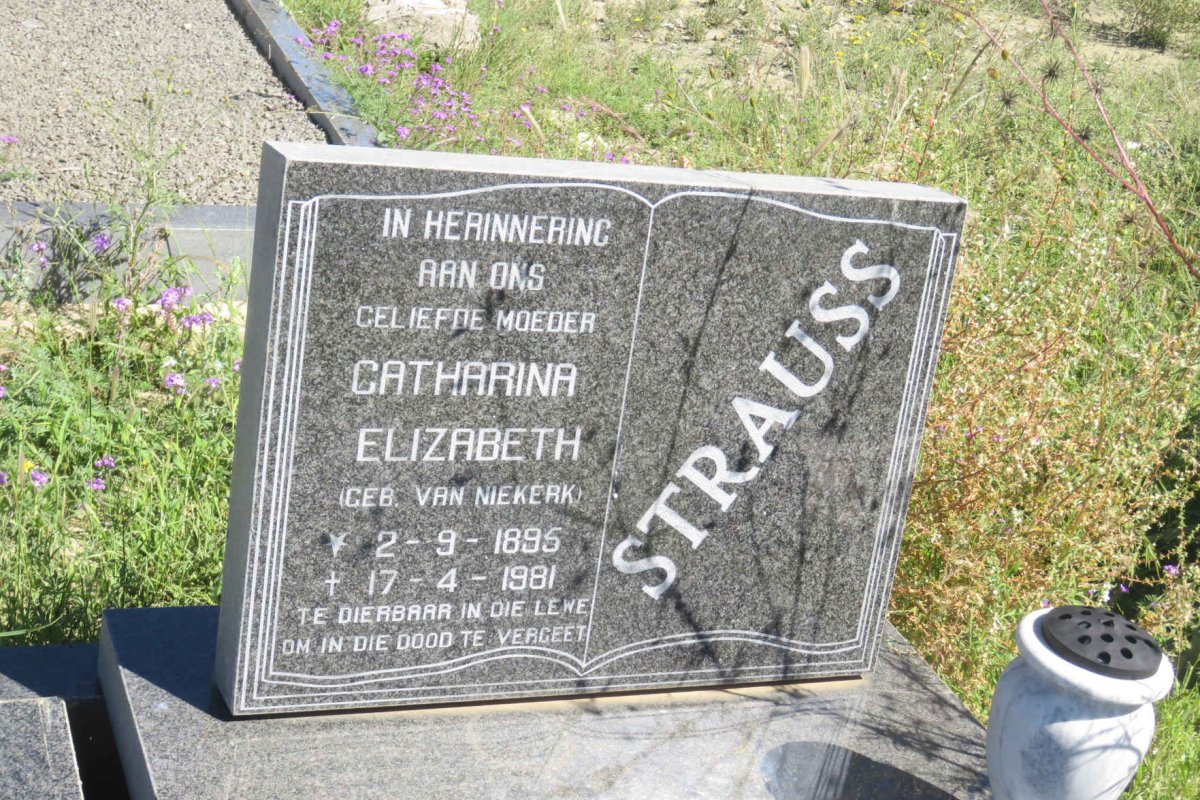 IN HERINNERING
AAN ONS
GELIEFDE MOEDER
CATHARINA
ELIZABETH
(GEB. VAN NIEKERK)
2 - 9 - 1896
† 17 - 4 - 1981
TE DIERBAAR IN DIE LEWE
OM IN DIE DOOD TE VERGEET
STRAUSS